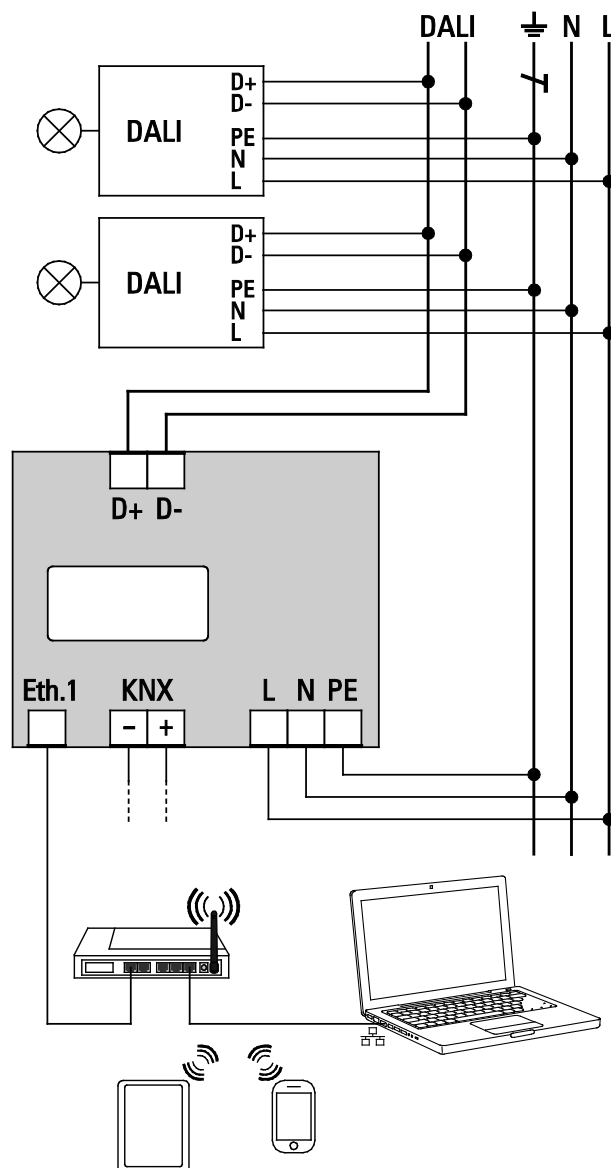 DALI N L
D+
D-
DALI PE
N
L
D+
D-
DALI PE
N
L
D+ D-
Eth.1 KNX L N PE
– +